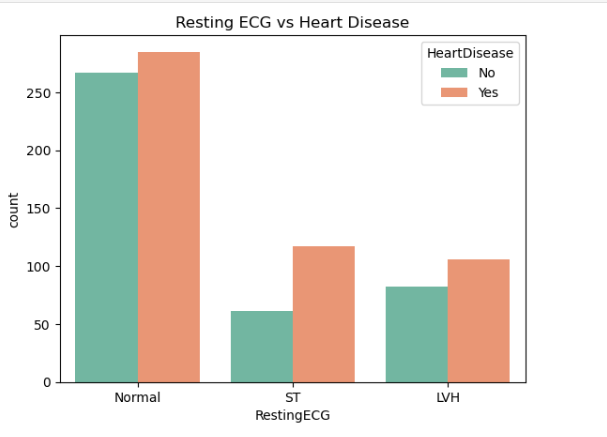 Resting ECG vs Heart Disease
HeartDisease
No
Yes
250
200
150
100
50
0
count
Normal
ST
LVH
RestingECG